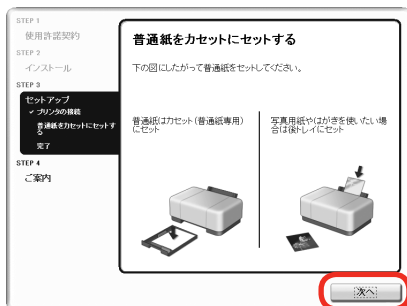 STEP 1
使用許諾契約
STEP 2
インストール
STEP 3
セットアップ
✓ プリンタの接続
普通紙をカセットにセットす
る
完了
STEP 4
ご案内
普通紙をカセットにセットする
下の図にしたがって普通紙をセットしてください。
普通紙はカセット(普通紙専用)
にセット
写真用紙やはがきを使いたい場
合は後トレイにセット
次へ